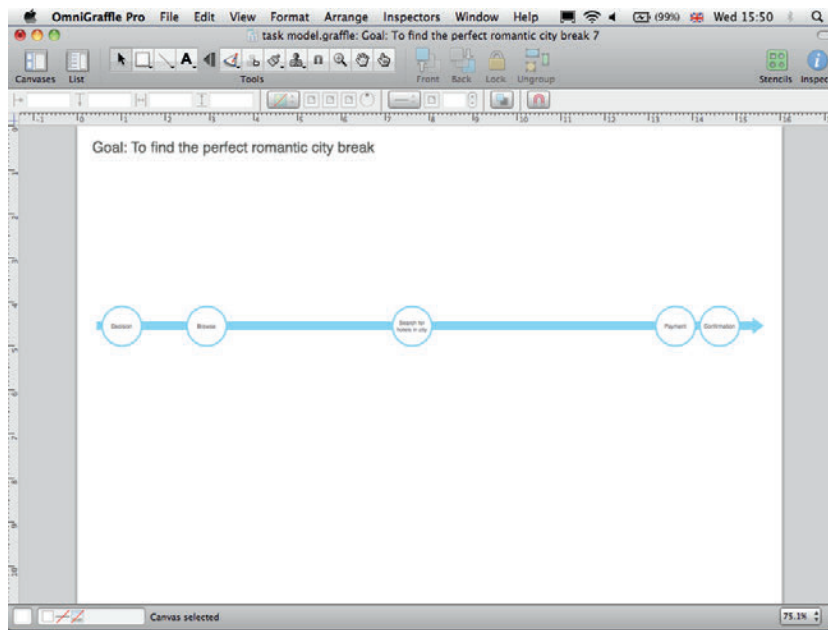 OmniGraffle Pro File Edit View Format Arrange Inspectors Window Help (99%) Wed 15:50
task model.graffle: Goal: To find the perfect romantic city break 7
Canvases List Tools Front Back Lock Ungroup Stencils Inspec
Goal: To find the perfect romantic city break
Decision Browse Search for hotels in city Payment Confirmation
Canvas selected 75.1%